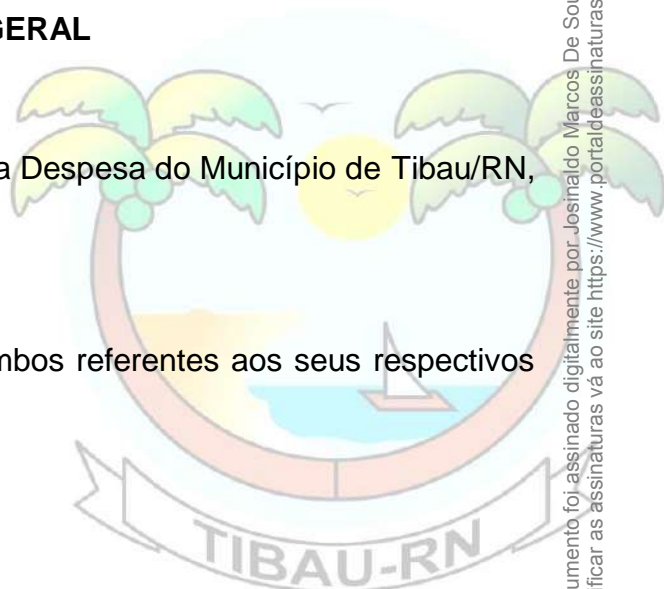 GERAL
a Despesa do Município de Tibau/RN,
mbos referentes aos seus respectivos
TIBAU-RN
umento foi assinado digitalmente por Josinaldo Marcos De Sou
ificar as assinaturas vá ao site https://www.portaldeassinaturas